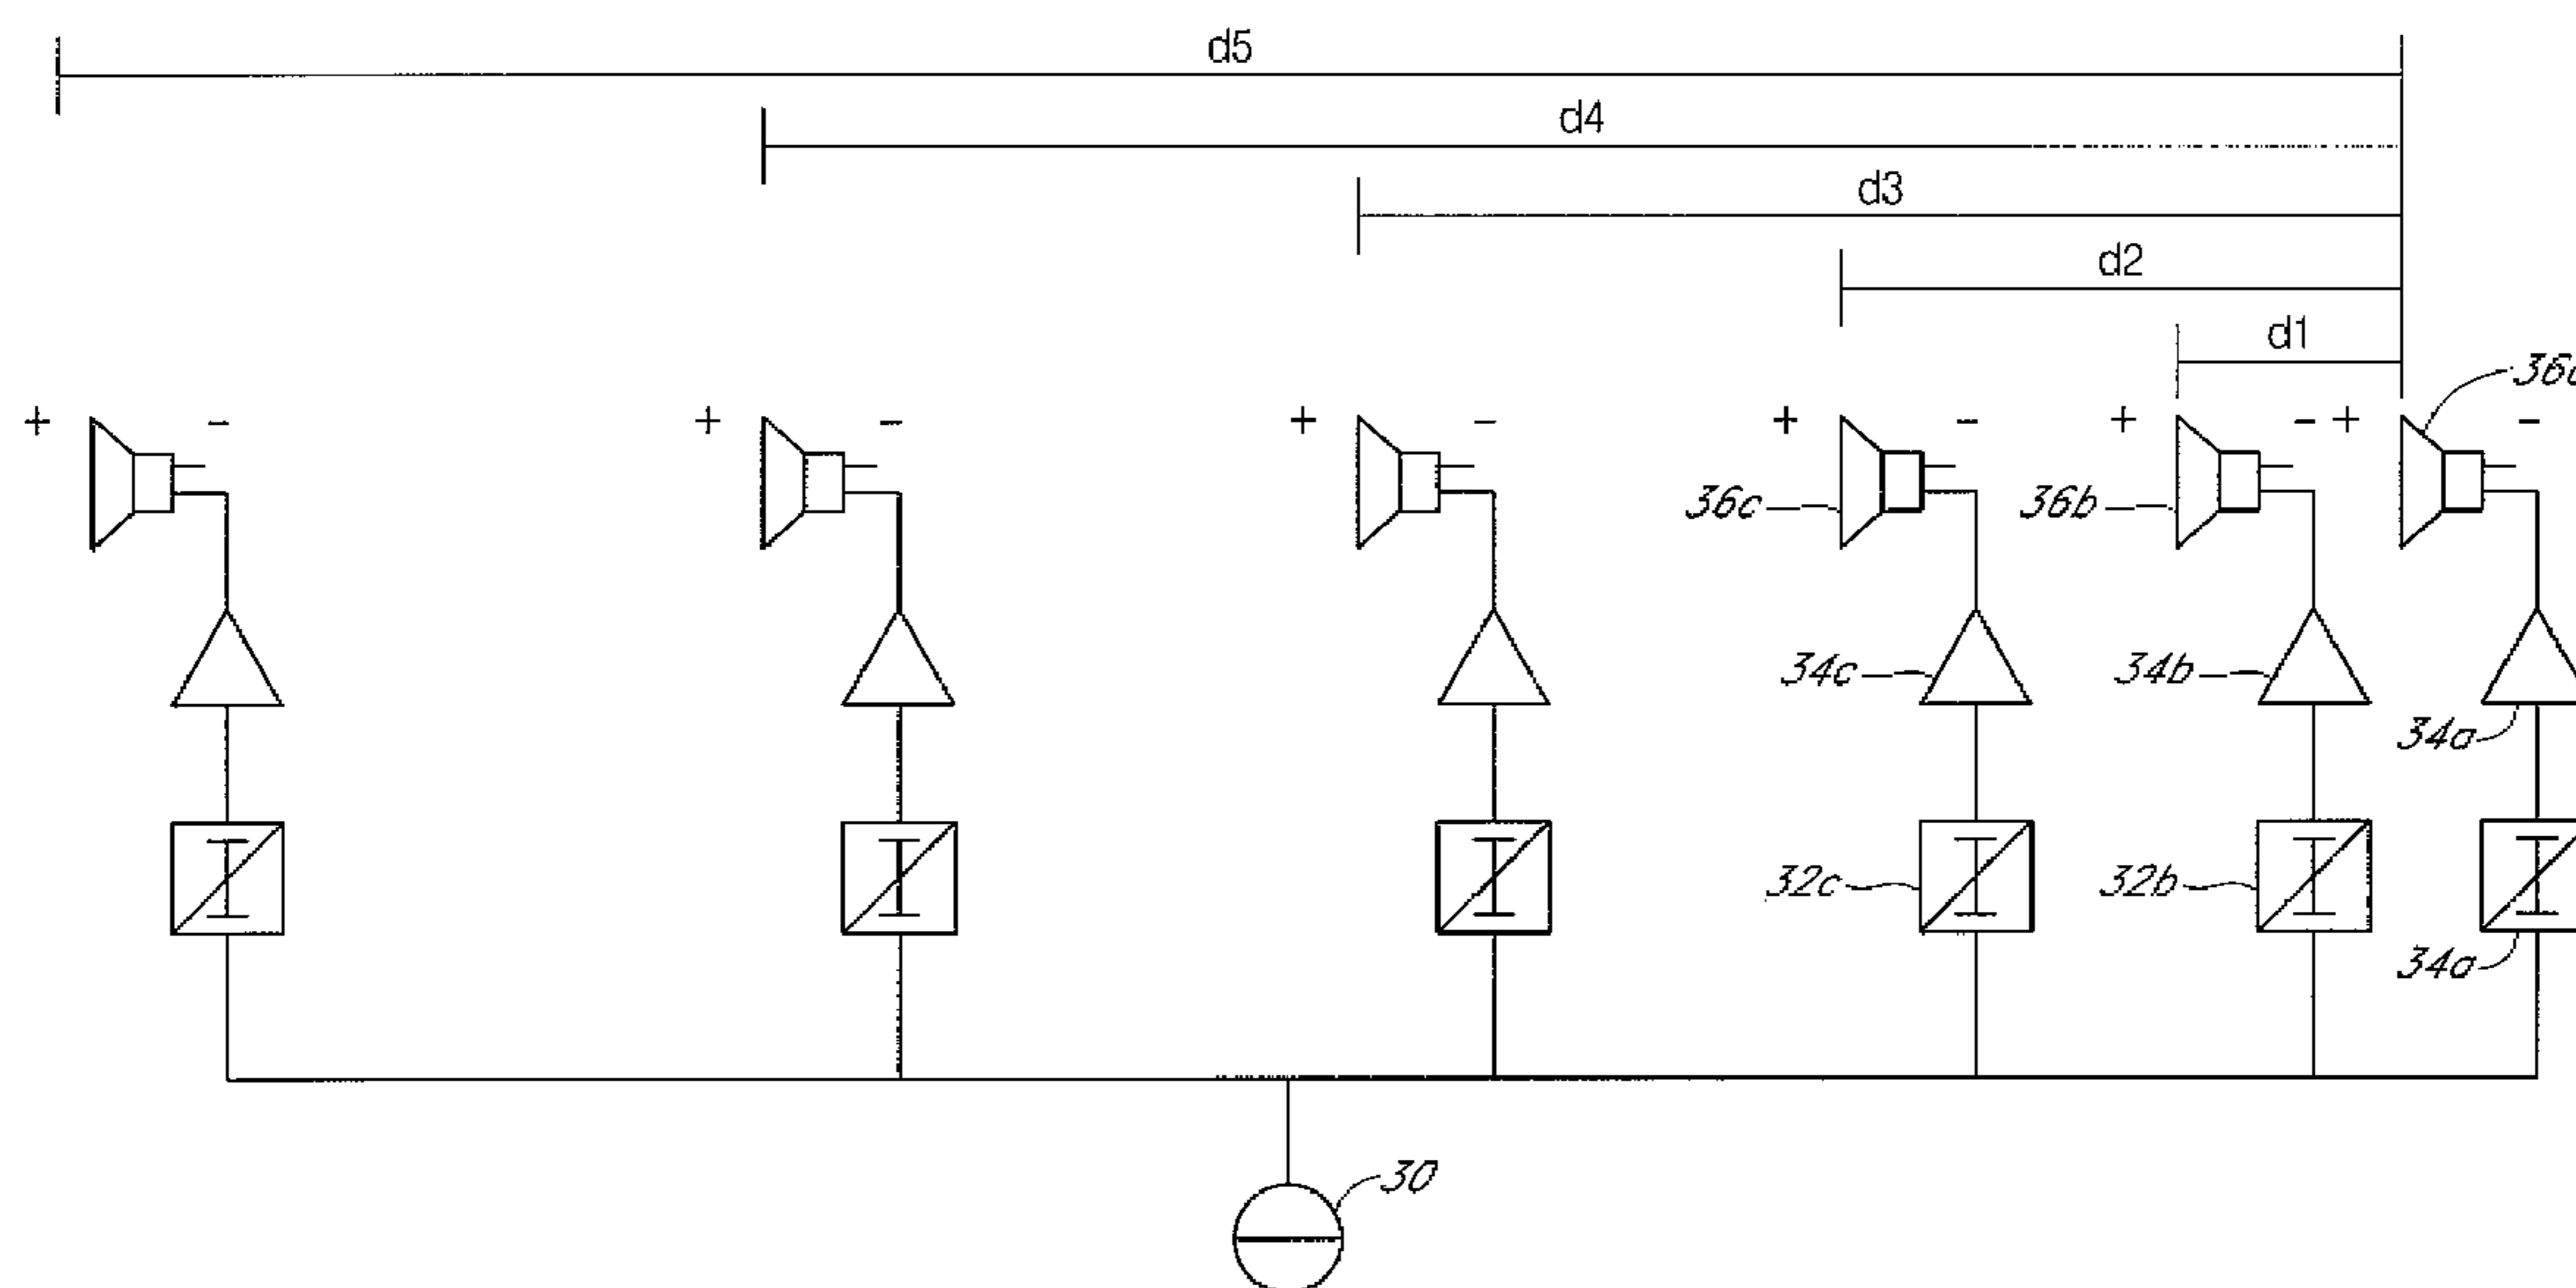 d5
d4
d3
d2
d1
+ - + - + - + - + - + -
36c 36b
34c 34b
34a
32c 32b
34a
30